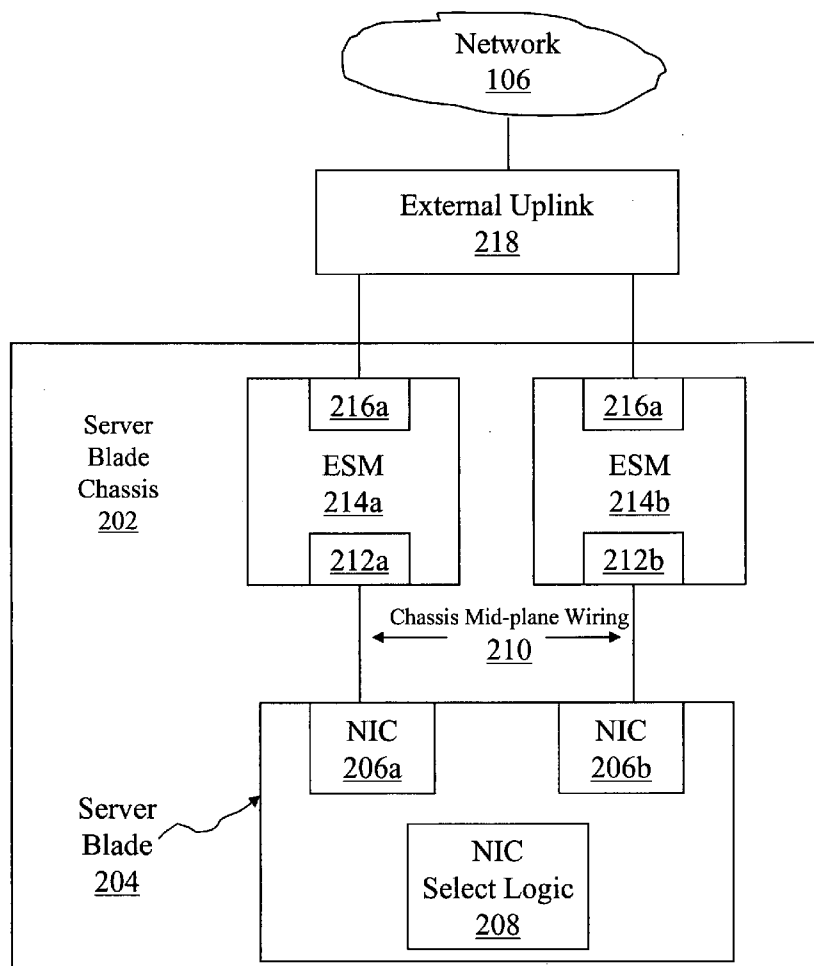 Network
106
External Uplink
218
Server
Blade
Chassis
202
216a
ESM
214a
212a
216a
ESM
214b
212b
Chassis Mid-plane Wiring
210
NIC
206a
NIC
206b
Server
Blade
204
NIC
Select Logic
208